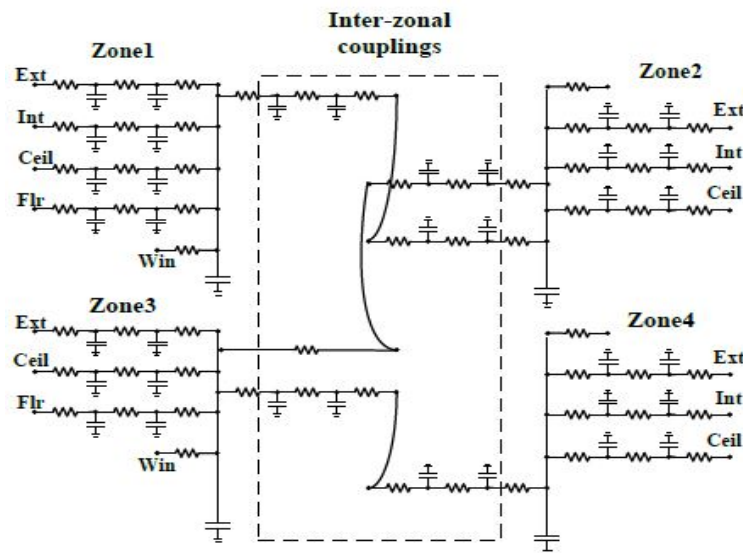 Inter-zonal
couplings
Zone1
Ext
Int
Ceil
Flr
Win
Zone2
Ext
Int
Ceil
Zone3
Ext
Ceil
Flr
Win
Zone4
Ext
Int
Ceil